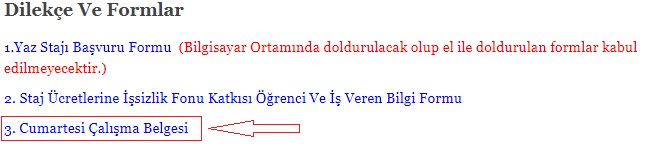 Dilekçe Ve Formlar
1.Yaz Stajı Başvuru Formu (Bilgisayar Ortamında doldurulacak olup el ile doldurulan formlar kabul
edilmeyecektir.)
2. Staj Ücretlerine İşsizlik Fonu Katkısı Öğrenci Ve İş Veren Bilgi Formu
3. Cumartesi Çalışma Belgesi